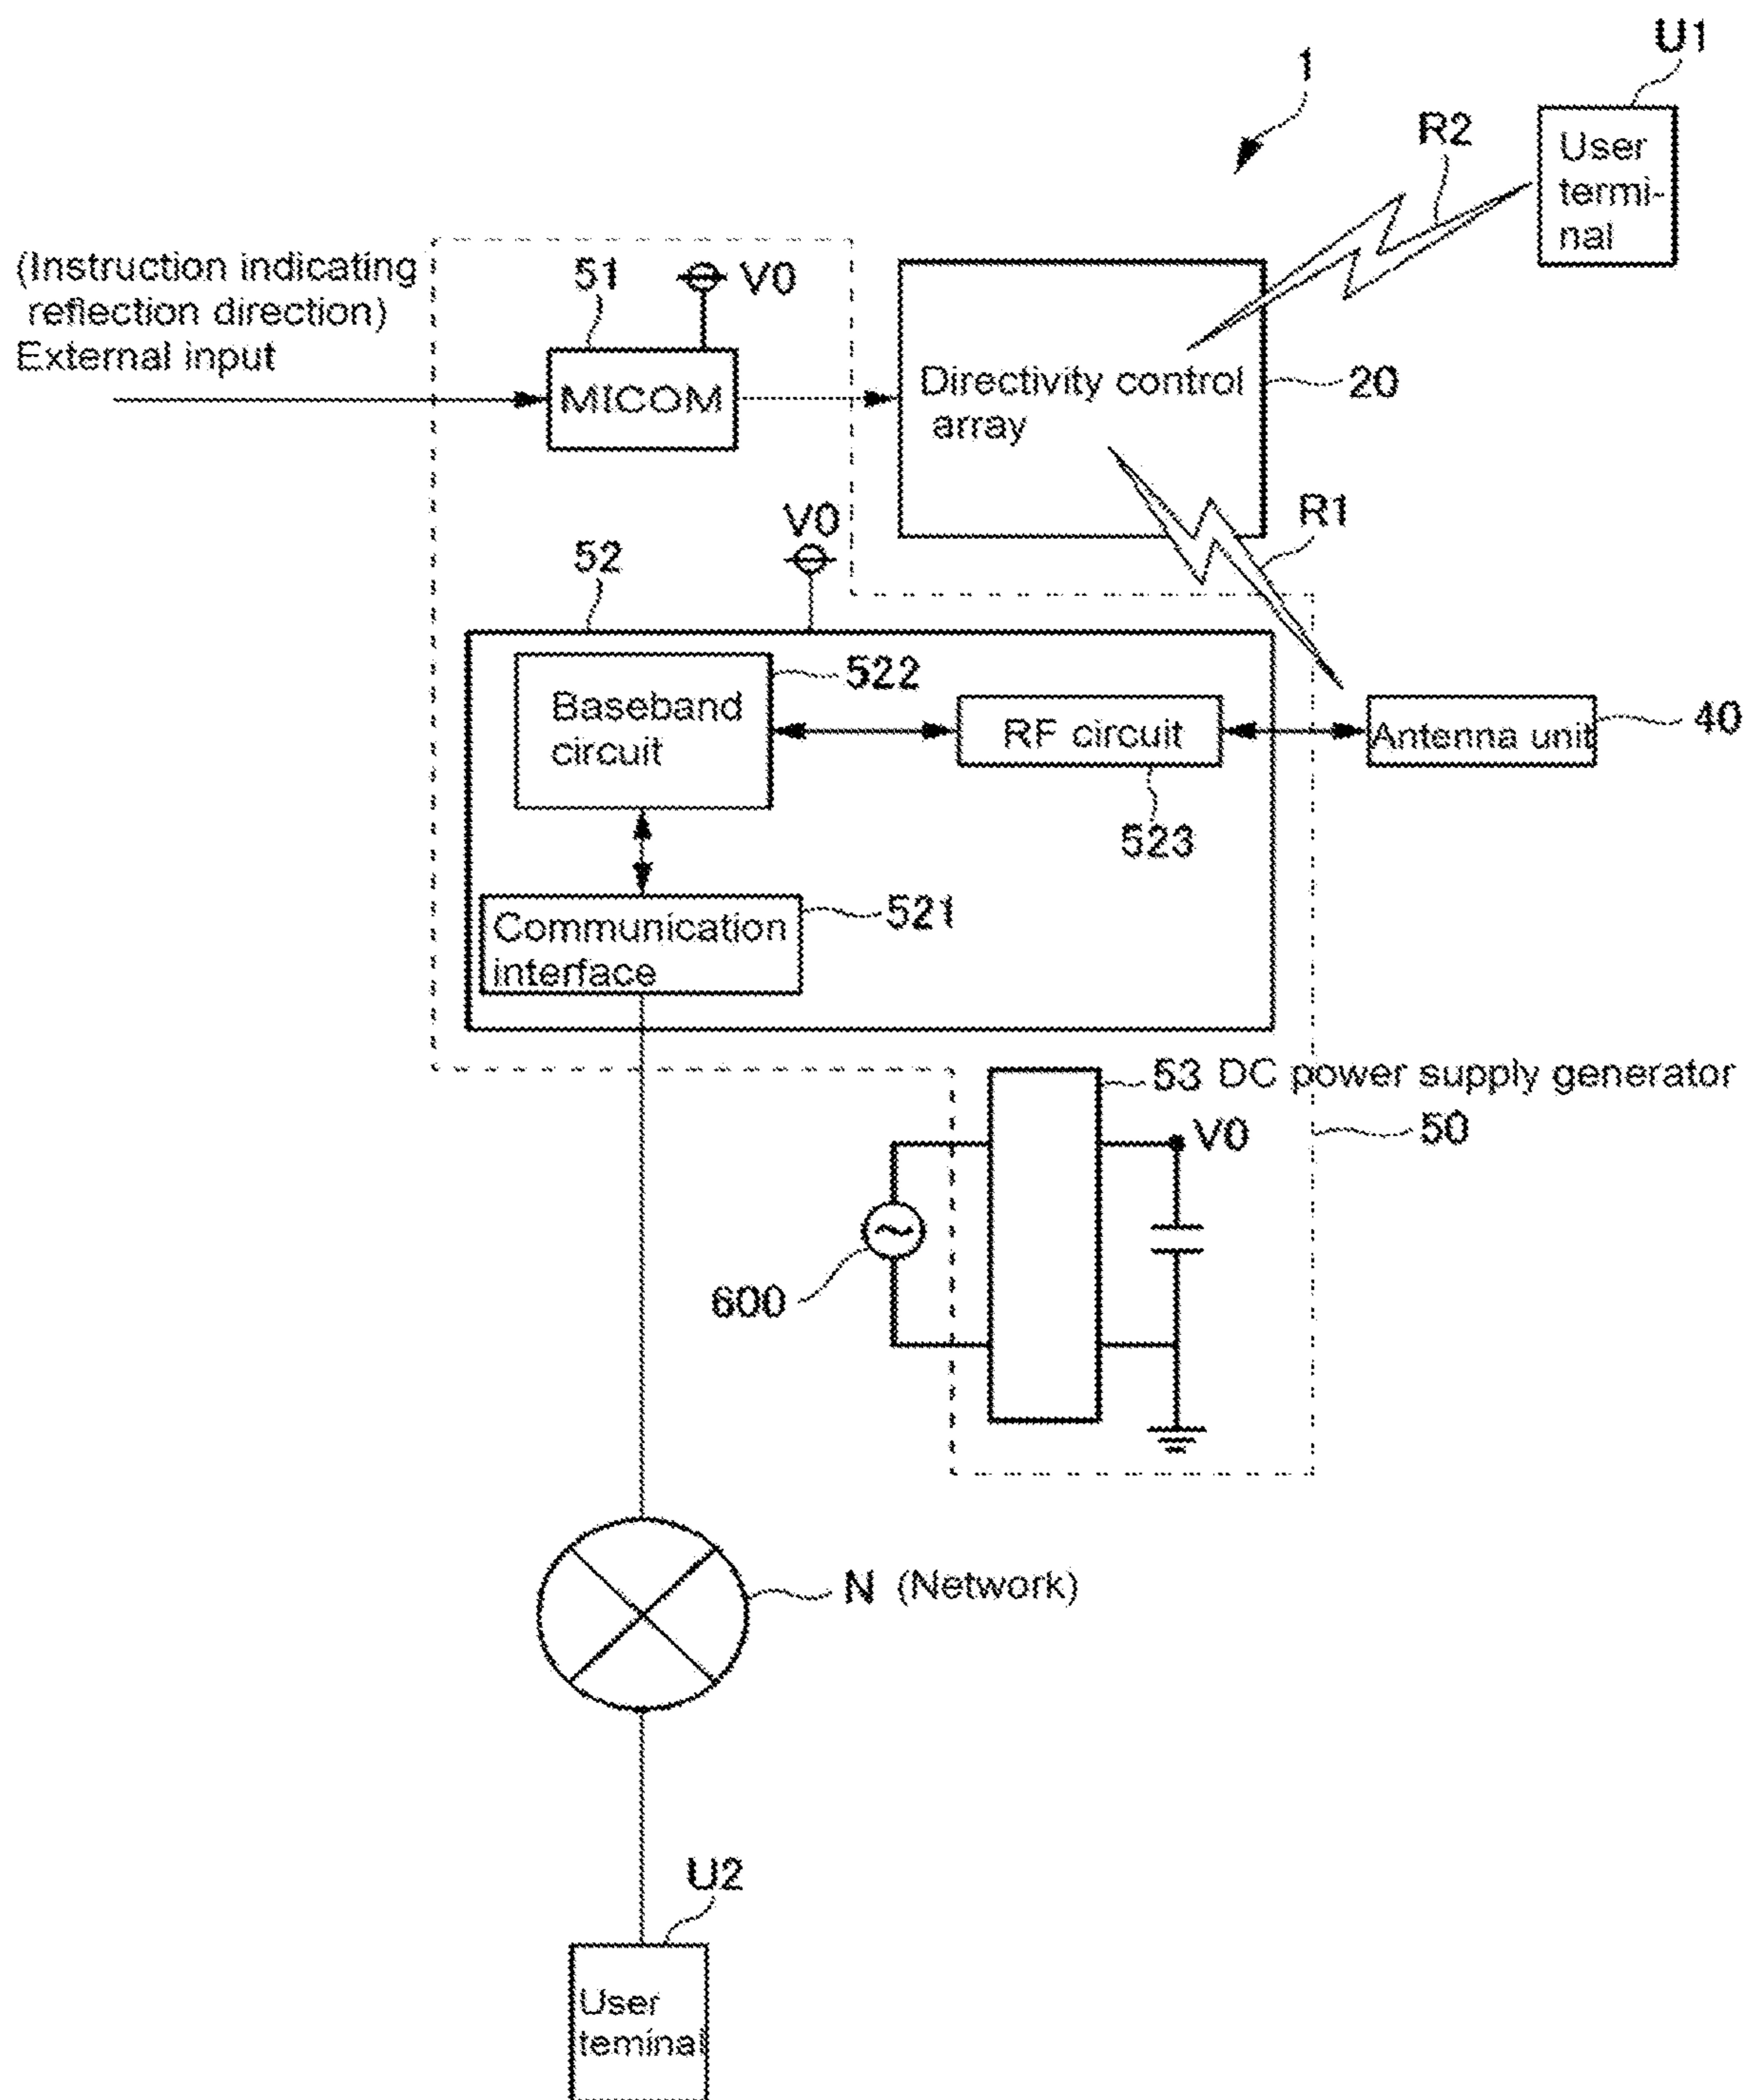 U1
1
R2
User
termi-
nal
(Instruction indicating
reflection direction)
External input
51
V0
MICOM
Directivity control
array
20
V0
R1
52
522
Baseband
circuit
RF circuit
Antenna unit
40
523
521
Communication
interface
53 DC power supply generator
V0
50
600
N (Network)
U2
User
teminal